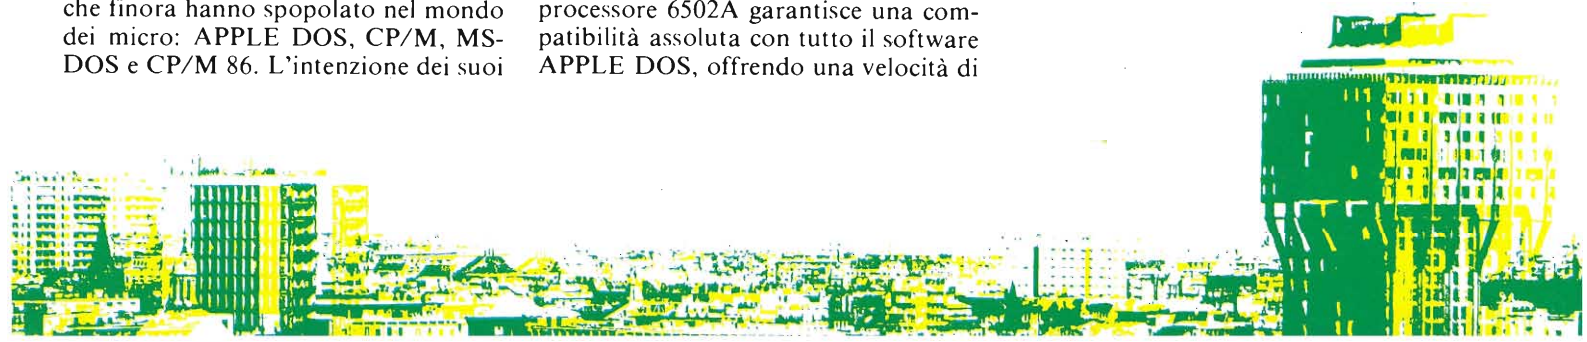 che finora hanno spopolato nel mondo
dei micro: APPLE DOS, CP/M, MS-
DOS e CP/M 86. L'intenzione dei suoi
processore 6502A garantisce una com-
patibilità assoluta con tutto il software
APPLE DOS, offrendo una velocità di